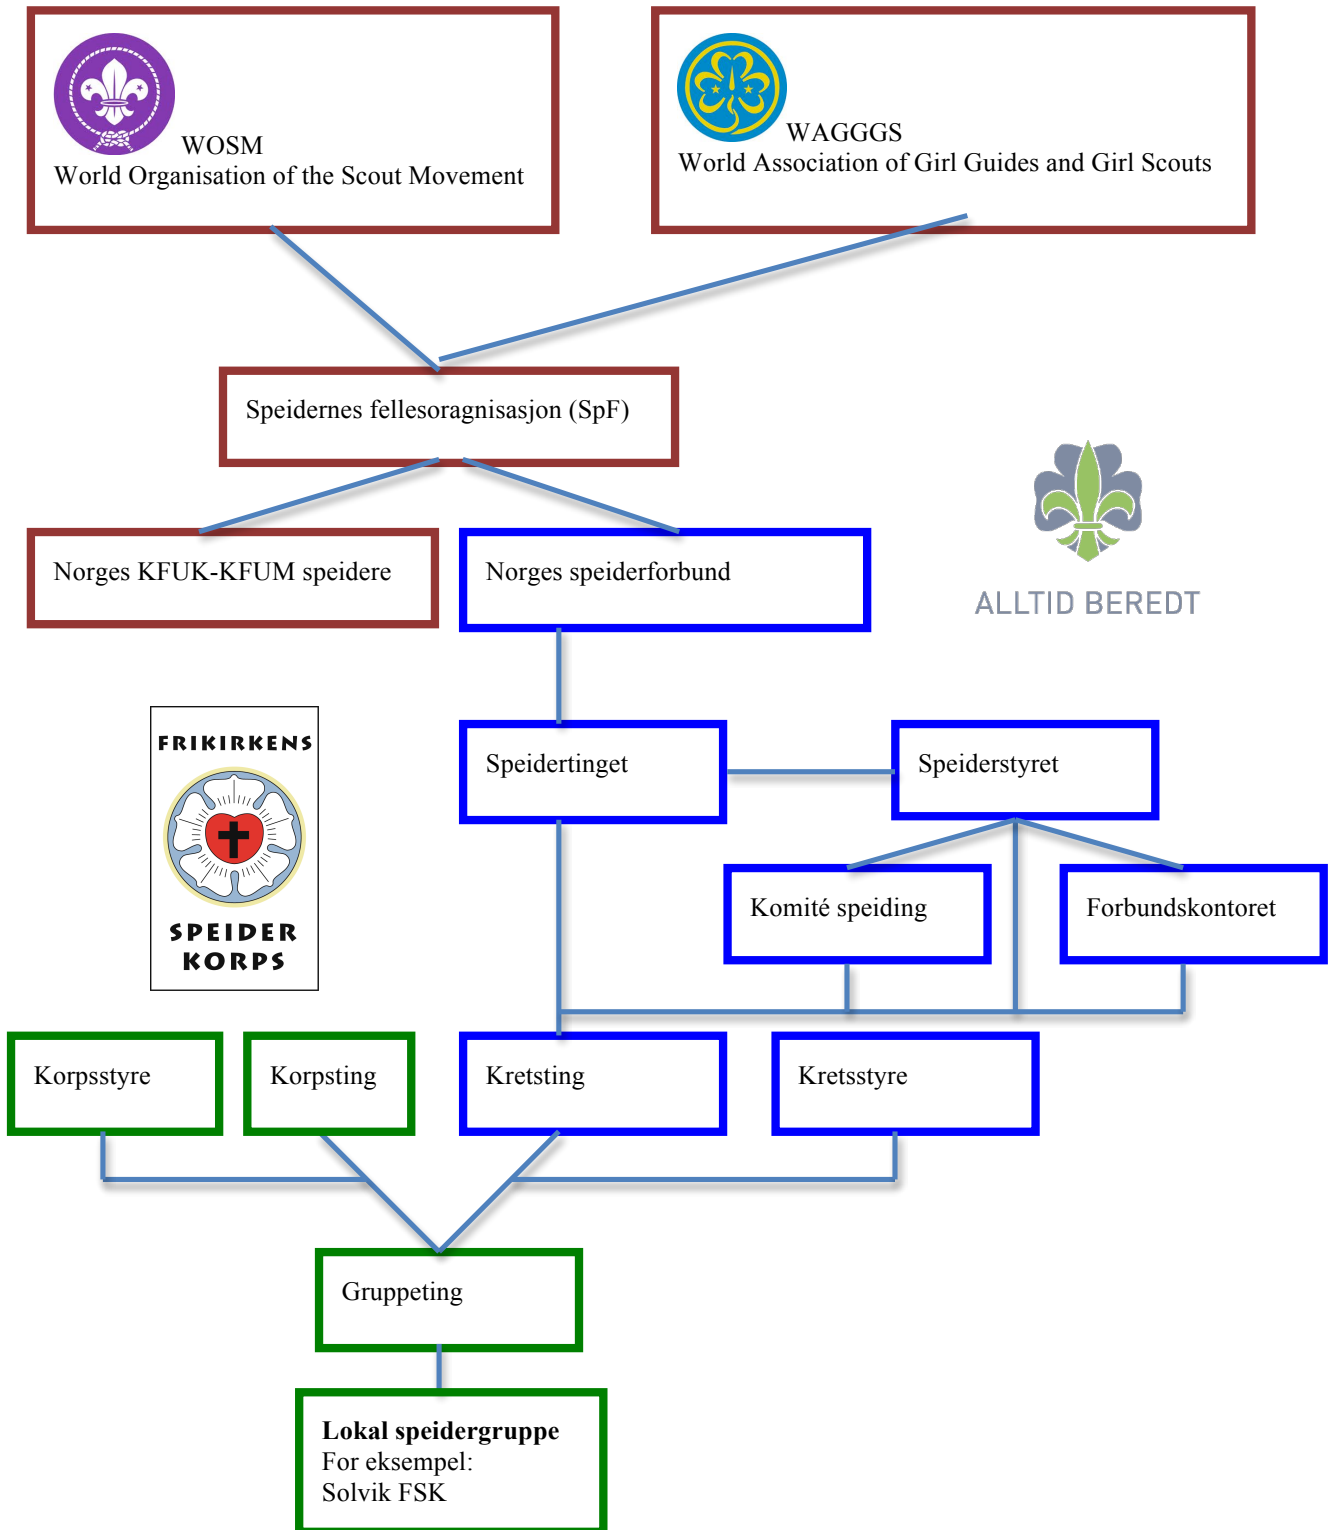 WOSM
World Organisation of the Scout Movement
WAGGGS
World Association of Girl Guides and Girl Scouts
Speidernes fellesoragnisasjon (SpF)
Norges KFUK-KFUM speidere
Norges speiderforbund
ALLTID BEREDT
FRIKIRKENS
SPEIDER
KORPS
Speidertinget
Speiderstyret
Komité speiding
Forbundskontoret
Korpsstyre
Korpsting
Kretsting
Kretsstyre
Gruppeting
Lokal speidergruppe
For eksempel:
Solvik FSK